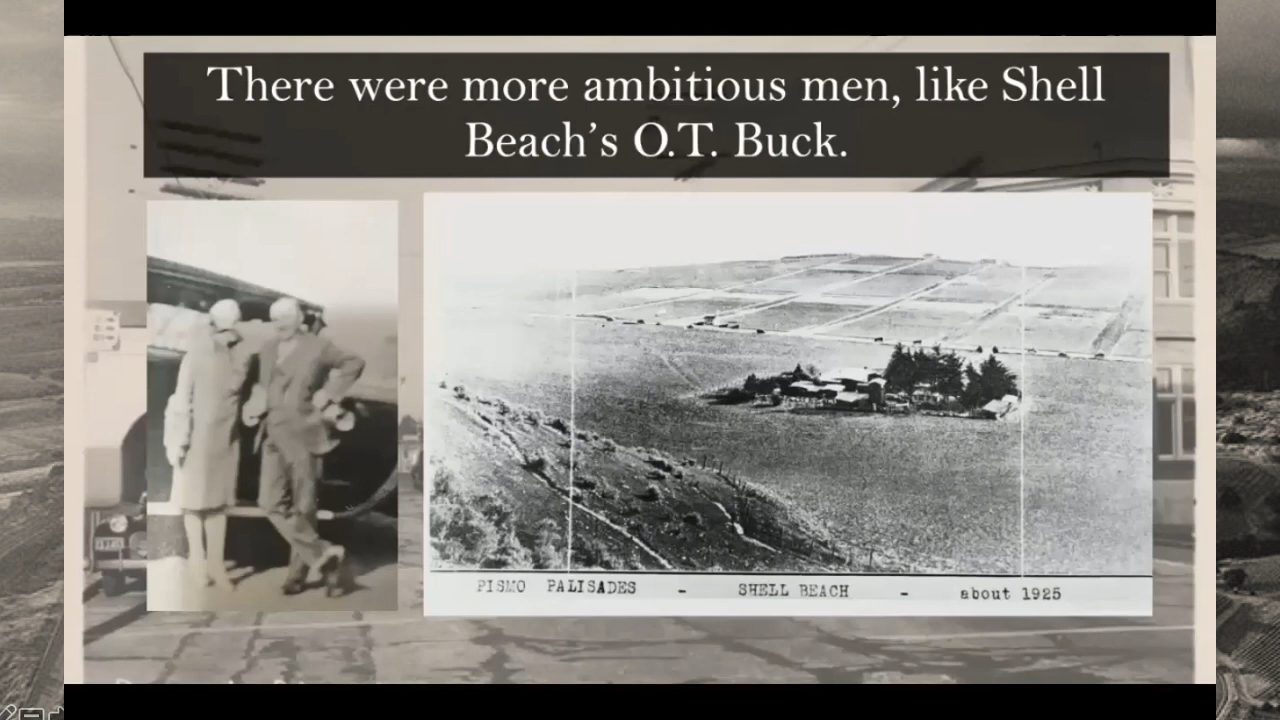 There were more ambitious men, like Shell
Beach's O.T. Buck.
PISMO PALISADES - SHELL BEACH - about 1925